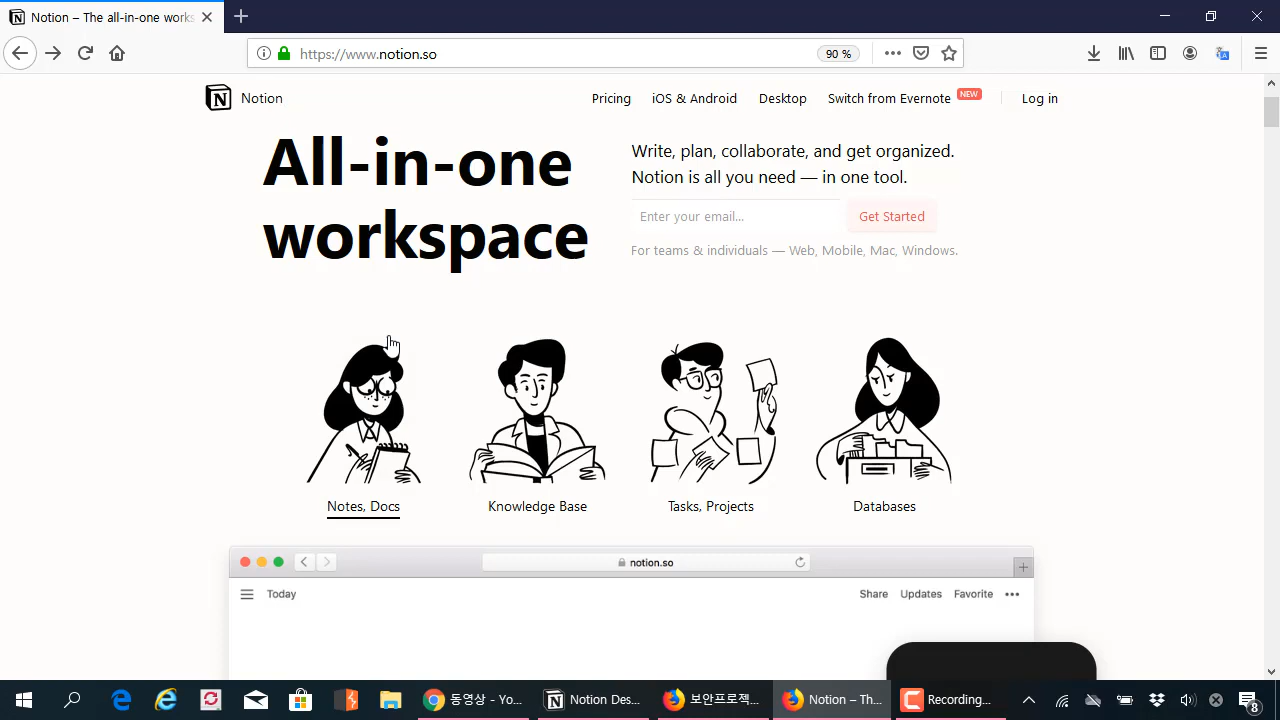 Notion – The all-in-one works
https://www.notion.so
90 %
Notion
Pricing
iOS & Android
Desktop
Switch from Evernote
NEW
Log in
All-in-one
workspace
Write, plan, collaborate, and get organized.
Notion is all you need — in one tool.
Enter your email...
Get Started
For teams & individuals — Web, Mobile, Mac, Windows.
Notes, Docs
Knowledge Base
Tasks, Projects
Databases
notion.so
Today
Share
Updates
Favorite
동영상 - Yo...
Notion Des...
보안프로젝...
Notion – Th...
Recording...
8